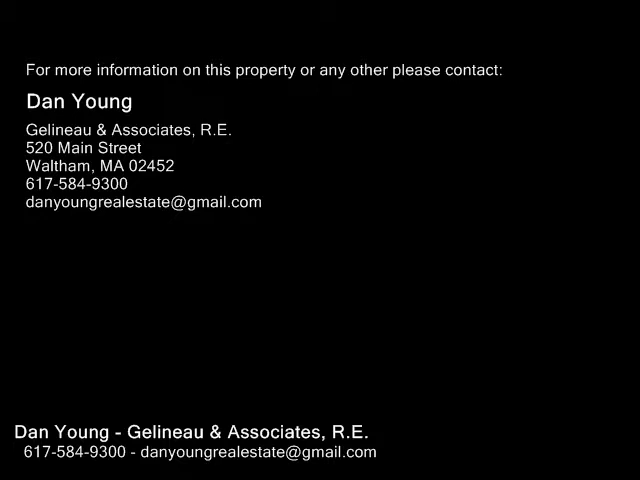 For more information on this property or any other please contact:
Dan Young
Gelineau & Associates, R.E.
520 Main Street
Waltham, MA 02452
617-584-9300
danyoungrealestate@gmail.com
Dan Young - Gelineau & Associates, R.E.
617-584-9300 - danyoungrealestate@gmail.com